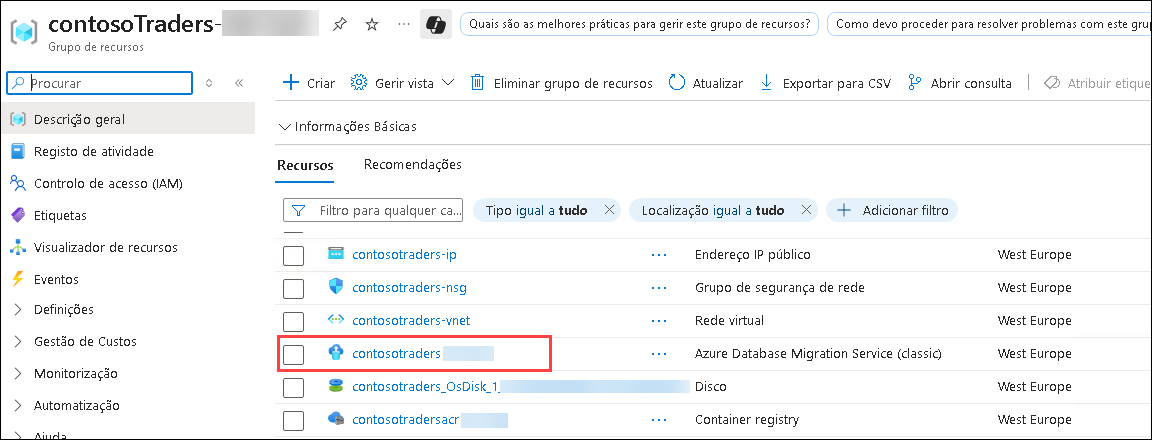 contosoTraders-
Grupo de recursos
Quais são as melhores práticas para gerir este grupo de recursos?
Como devo proceder para resolver problemas com este grup
Procurar
Criar
Gerir vista
Eliminar grupo de recursos
Atualizar
Exportar para CSV
Abrir consulta
Atribuir etique
Descrição geral
Registo de atividade
Controlo de acesso (IAM)
Etiquetas
Visualizador de recursos
Eventos
Definições
Gestão de Custos
Monitorização
Automatização
Ajuda
Informações Básicas
Recursos
Recomendações
Filtro para qualquer ca...
Tipo igual a tudo
Localização igual a tudo
Adicionar filtro
contosotraders-ip ... Endereço IP público West Europe
contosotraders-nsg ... Grupo de segurança de rede West Europe
contosotraders-vnet ... Rede virtual West Europe
contosotraders ... Azure Database Migration Service (classic) West Europe
contosotraders_OsDisk_1_ Disco West Europe
contosotradersacr ... Container registry West Europe